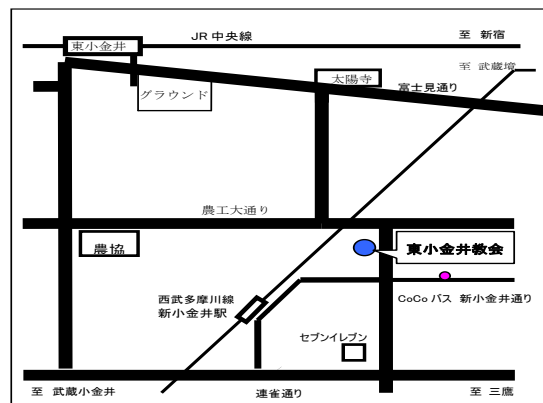 東小金井
JR 中央線
至 新宿
太陽寺
至 武蔵境
グラウンド
富士見通り
農工大通り
農協
東小金井教会
西武多摩川線
新小金井駅
CoCo バス 新小金井通り
セブンイレブン
至 武蔵小金井
連雀通り
至 三鷹